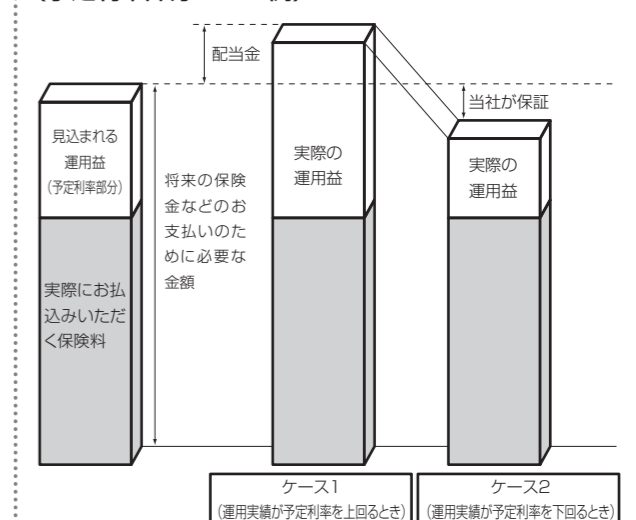 配当金
当社が保証
見込まれる
運用益
(予定利率部分)
将来の保険
金などのお
支払いのた
めに必要な
金額
実際の
運用益
実際の
運用益
実際にお払
込みいただ
く保険料
ケース1
(運用実績が予定利率を上回るとき)
ケース2
(運用実績が予定利率を下回るとき)